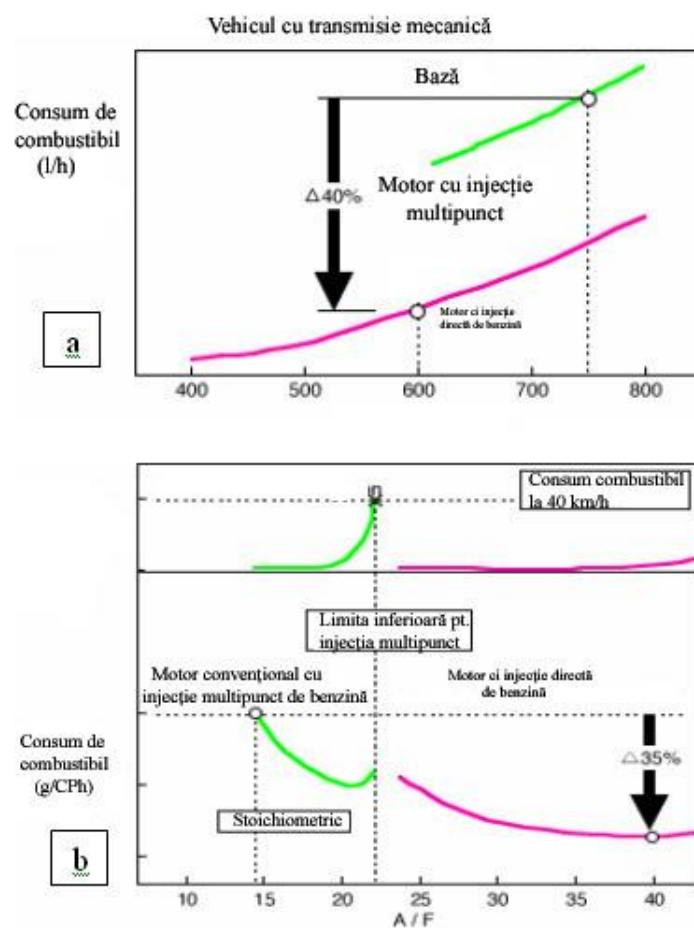 Vehicul cu transmisie mecanică
Consum de
combustibil
(l/h)
Bază
Δ40%
Motor cu injecție
multipunct
Motor ci injecție
directă de benzină
a
400 500 600 700 800
Consum combustibil
la 40 km/h
Limita inferioară pt.
injecția multipunct
Motor convențional cu
injecție multipunct de benzină
Motor ci injecție directă
de benzină
Consum de
combustibil
(g/CPh)
Δ35%
Stoichiometric
b
10 15 20 25 30 35 40
A / F